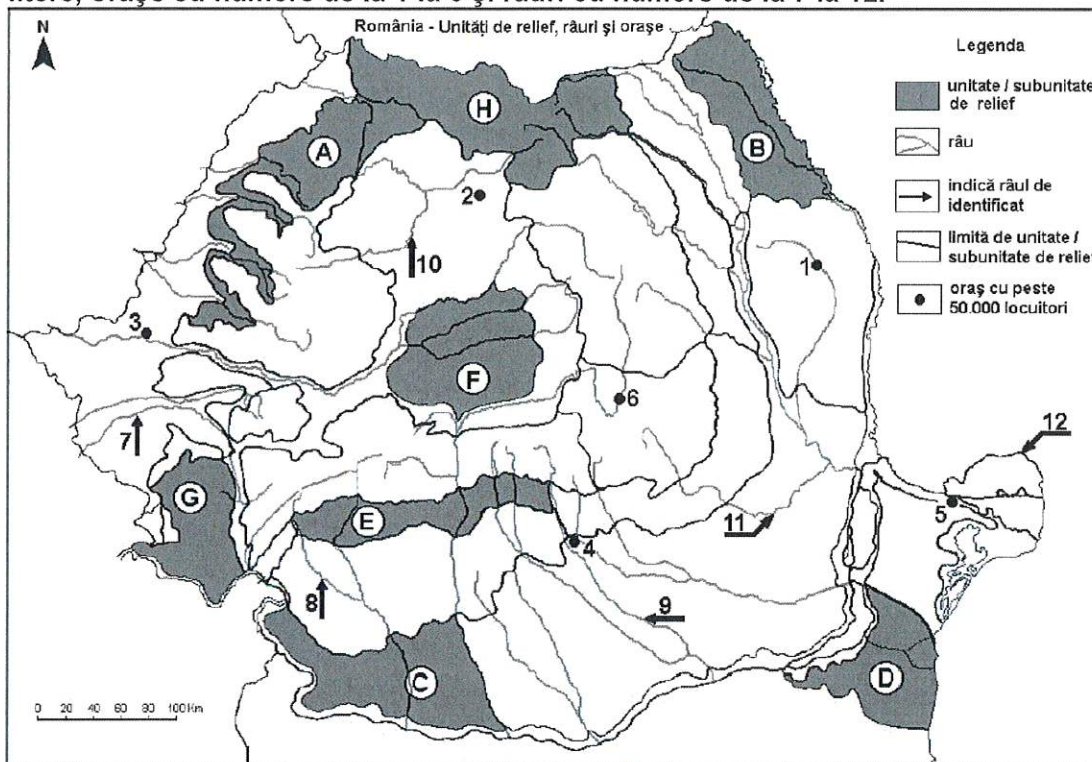 litere, orașe cu numere de la 1 la 6 și râuri cu numere de la 7 la 12.
România - Unități de relief, râuri și orașe
N
Legenda
unitate / subunitate
de relief
râu
indică râul de
identificat
limită de unitate /
subunitate de relief
oraș cu peste
50.000 locuitori
H
A
B
2
1
10
3
F
6
7
12
G
E
11
5
4
8
9
C
D
0 20 40 60 80 100 Km